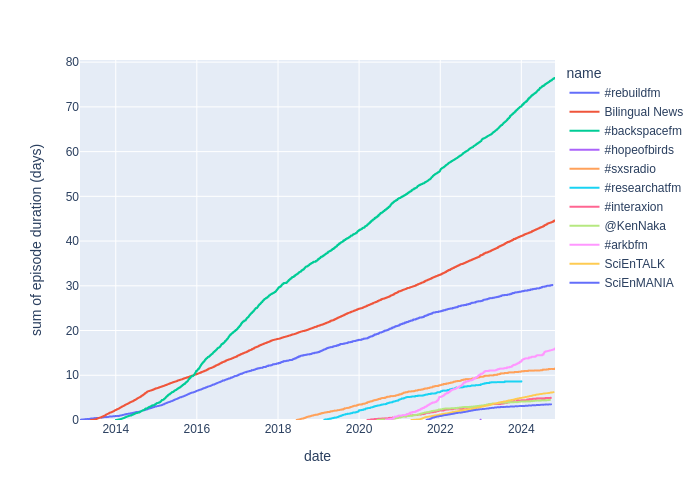 80
70
60
50
40
30
20
10
0
sum of episode duration (days)
2014
2016
2018
2020
2022
2024
date
name
#rebuildfm
Bilingual News
#backspacefm
#hopeofbirds
#sxsradio
#researchatfm
#interaxion
@KenNaka
#arkbfm
SciEnTALK
SciEnMANIA